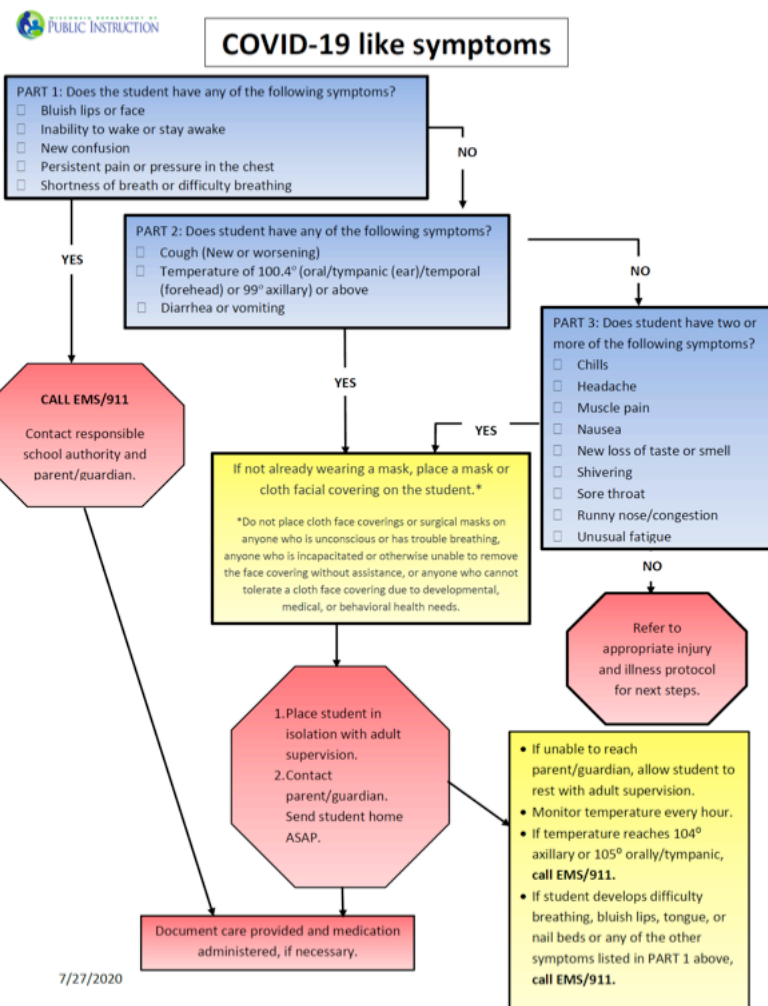 WISCONSIN DEPARTMENT OF
PUBLIC INSTRUCTION
COVID-19 like symptoms
PART 1: Does the student have any of the following symptoms?
Bluish lips or face
Inability to wake or stay awake
New confusion
Persistent pain or pressure in the chest
Shortness of breath or difficulty breathing
NO
YES
PART 2: Does student have any of the following symptoms?
Cough (New or worsening)
Temperature of 100.4° (oral/tympanic (ear)/temporal
(forehead) or 99° axillary) or above
Diarrhea or vomiting
NO
YES
PART 3: Does student have two or
more of the following symptoms?
Chills
Headache
Muscle pain
Nausea
New loss of taste or smell
Shivering
Sore throat
Runny nose/congestion
Unusual fatigue
YES
NO
CALL EMS/911
Contact responsible
school authority and
parent/guardian.
If not already wearing a mask, place a mask or
cloth facial covering on the student.*
*Do not place cloth face coverings or surgical masks on
anyone who is unconscious or has trouble breathing,
anyone who is incapacitated or otherwise unable to remove
the face covering without assistance, or anyone who cannot
tolerate a cloth face covering due to developmental,
medical, or behavioral health needs.
Refer to
appropriate injury
and illness protocol
for next steps.
1.Place student in
isolation with adult
supervision.
2.Contact
parent/guardian.
Send student home
ASAP.
• If unable to reach
parent/guardian, allow student to
rest with adult supervision.
• Monitor temperature every hour.
• If temperature reaches 104⁰
axillary or 105⁰ orally/tympanic,
call EMS/911.
• If student develops difficulty
breathing, bluish lips, tongue, or
nail beds or any of the other
symptoms listed in PART 1 above,
call EMS/911.
Document care provided and medication
administered, if necessary.
7/27/2020